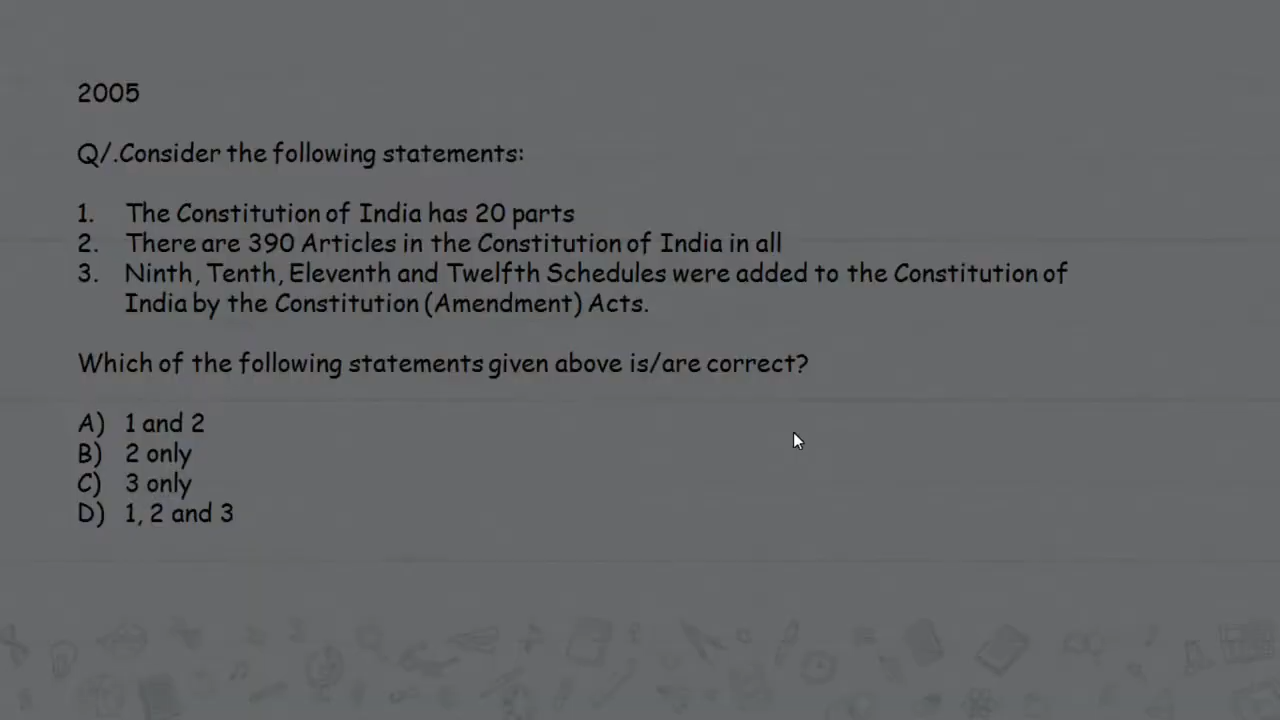 2005
Q/.Consider the following statements:
1. The Constitution of India has 20 parts
2. There are 390 Articles in the Constitution of India in all
3. Ninth, Tenth, Eleventh and Twelfth Schedules were added to the Constitution of
India by the Constitution (Amendment) Acts.
Which of the following statements given above is/are correct?
A) 1 and 2
B) 2 only
C) 3 only
D) 1, 2 and 3